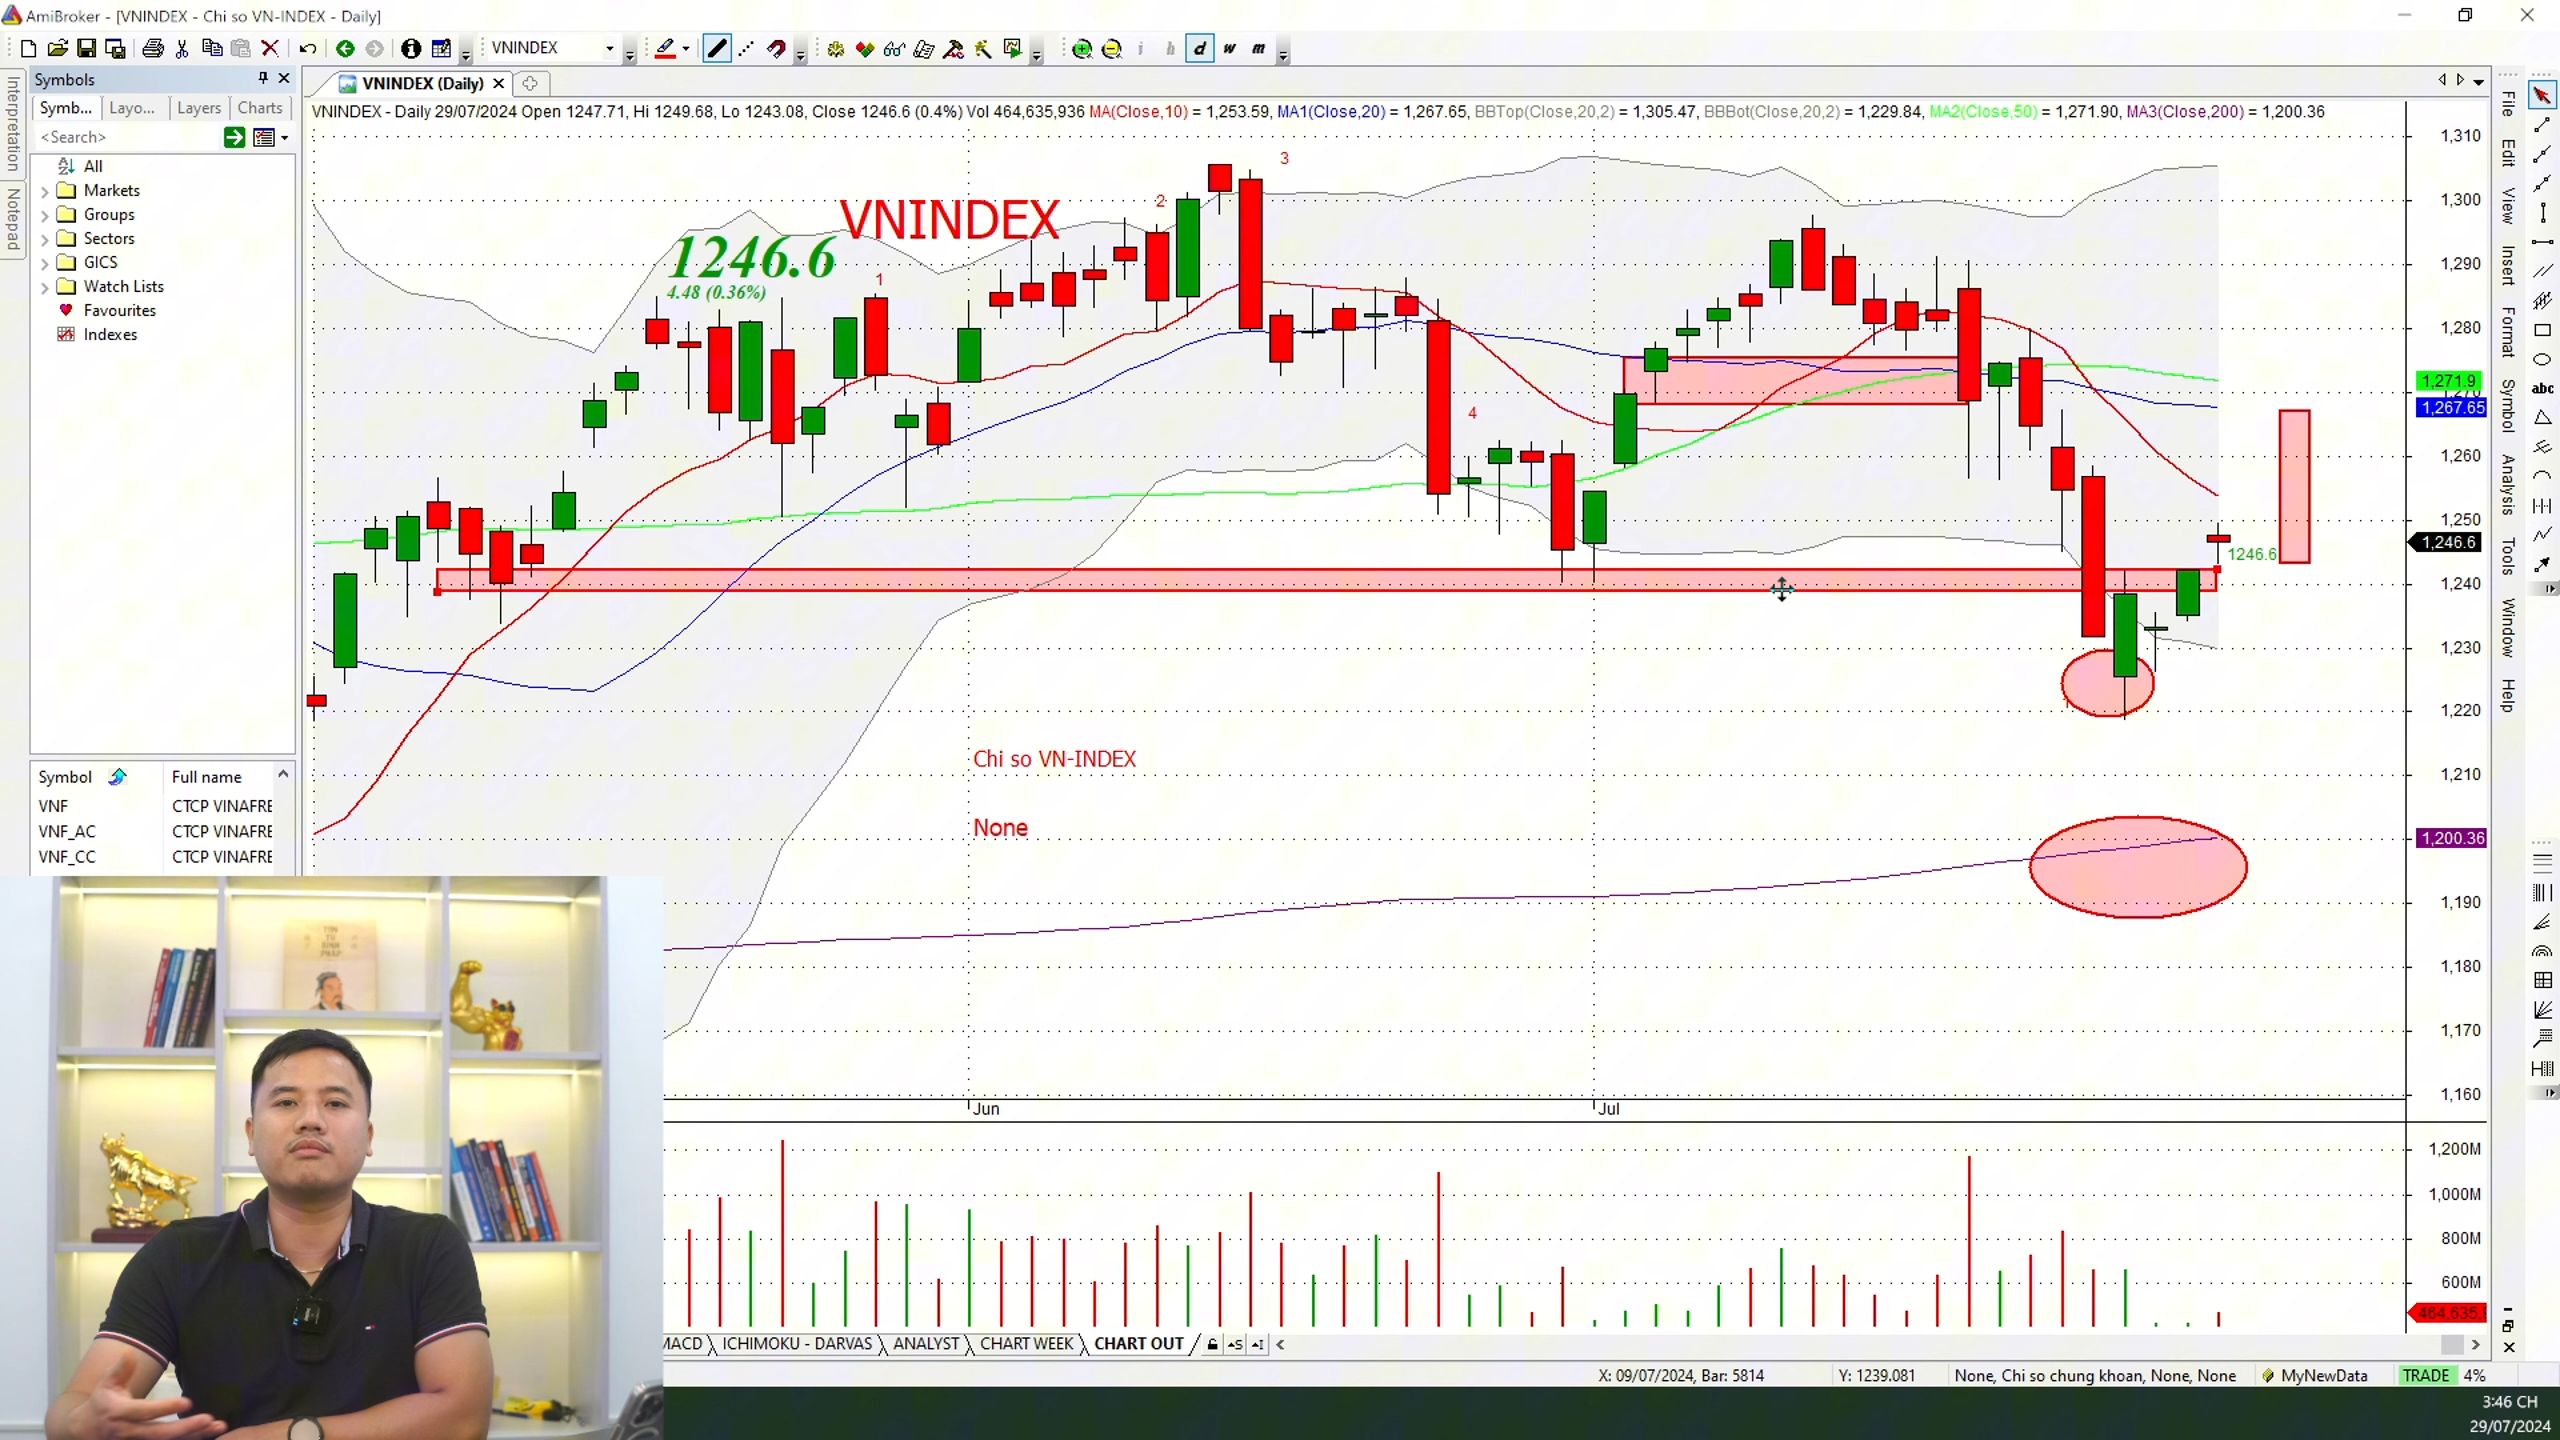 AmiBroker - [VNINDEX - Chi so VN-INDEX - Daily]
VNINDEX
i h d w m
Interpretation
Notepad
Symbols
Symb... Layo... Layers Charts
<Search>
All
Markets
Groups
Sectors
GICS
Watch Lists
Favourites
Indexes
Symbol Full name
VNF CTCP VINAFRE
VNF_AC CTCP VINAFRE
VNF_CC CTCP VINAFRE
VNINDEX (Daily)
VNINDEX - Daily 29/07/2024 Open 1247.71, Hi 1249.68, Lo 1243.08, Close 1246.6 (0.4%) Vol 464,635,936 MA(Close,10) = 1,253.59, MA1(Close,20) = 1,267.65, BBTop(Close,20,2) = 1,305.47, BBBot(Close,20,2) = 1,229.84, MA2(Close,50) = 1,271.90, MA3(Close,200) = 1,200.36
VNINDEX
1246.6
4.48 (0.36%)
1
2
3
4
1246.6
Chi so VN-INDEX
None
1,310
1,300
1,290
1,280
1,271.9
1,267.65
1,260
1,250
1,246.6
1,240
1,230
1,220
1,210
1,200.36
1,190
1,180
1,170
1,160
Jun
Jul
1,200M
1,000M
800M
600M
File
Edit
View
Insert
Format
Symbol
Analysis
Tools
Window
Help
abc
TÔN TỬ BINH PHÁP
MACD ICHIMOKU - DARVAS ANALYST CHART WEEK CHART OUT
X: 09/07/2024, Bar: 5814 Y: 1239.081 None, Chi so chung khoan, None, None MyNewData TRADE 4%
3:46 CH
29/07/2024